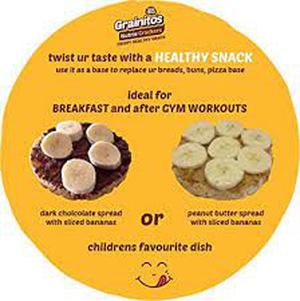 Grainitos
Nutrie Crackers
twist ur taste with a HEALTHY SNACK
use it as a base to replace ur breads, buns, pizza base
ideal for
BREAKFAST and after GYM WORKOUTS
dark cholcolate spread
with sliced bananas
or
peanut butter spread
with sliced bananas
childrens favourite dish